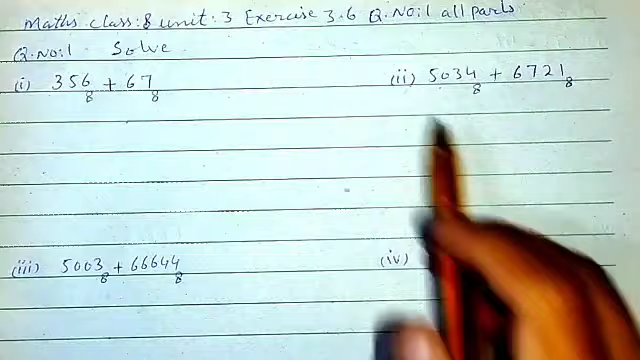 Maths class:8 unit:3 Exercise 3.6 Q.No:1 all parts
Q.No:1 Solve
(i) 356₈ + 67₈
(ii) 5034₈ + 6721₈
(iii) 5003₈ + 66644₈
(iv)